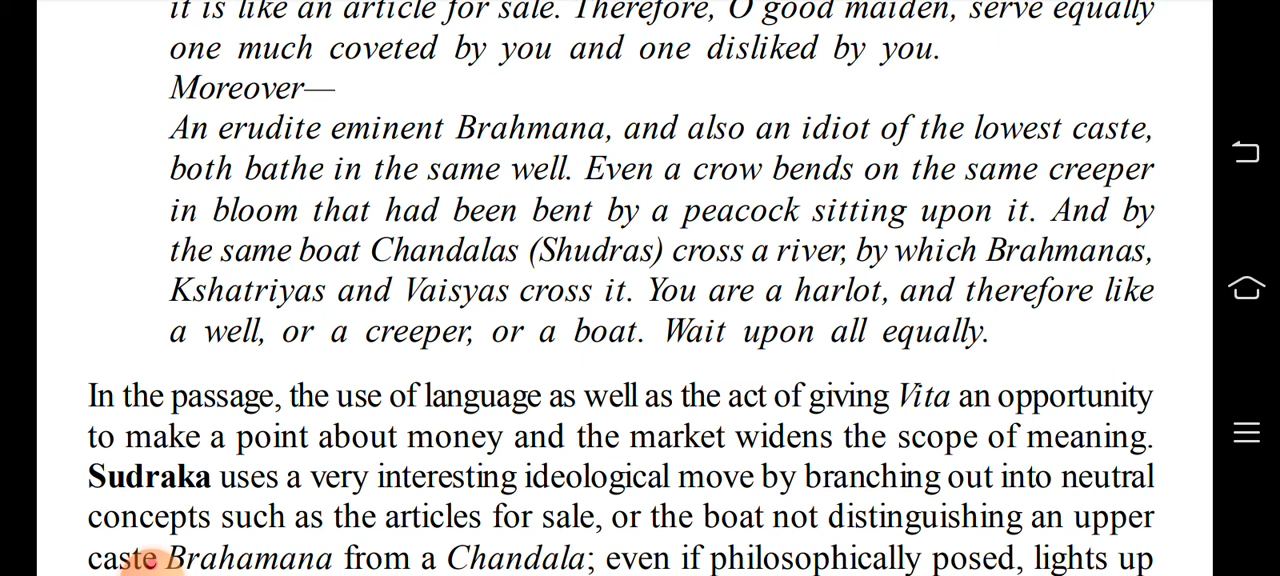 it is like an article for sale. Therefore, O good maiden, serve equally
one much coveted by you and one disliked by you.
Moreover—
An erudite eminent Brahmana, and also an idiot of the lowest caste,
both bathe in the same well. Even a crow bends on the same creeper
in bloom that had been bent by a peacock sitting upon it. And by
the same boat Chandalas (Shudras) cross a river, by which Brahmanas,
Kshatriyas and Vaisyas cross it. You are a harlot, and therefore like
a well, or a creeper, or a boat. Wait upon all equally.
In the passage, the use of language as well as the act of giving Vita an opportunity
to make a point about money and the market widens the scope of meaning.
Sudraka uses a very interesting ideological move by branching out into neutral
concepts such as the articles for sale, or the boat not distinguishing an upper
caste Brahamana from a Chandala; even if philosophically posed, lights up